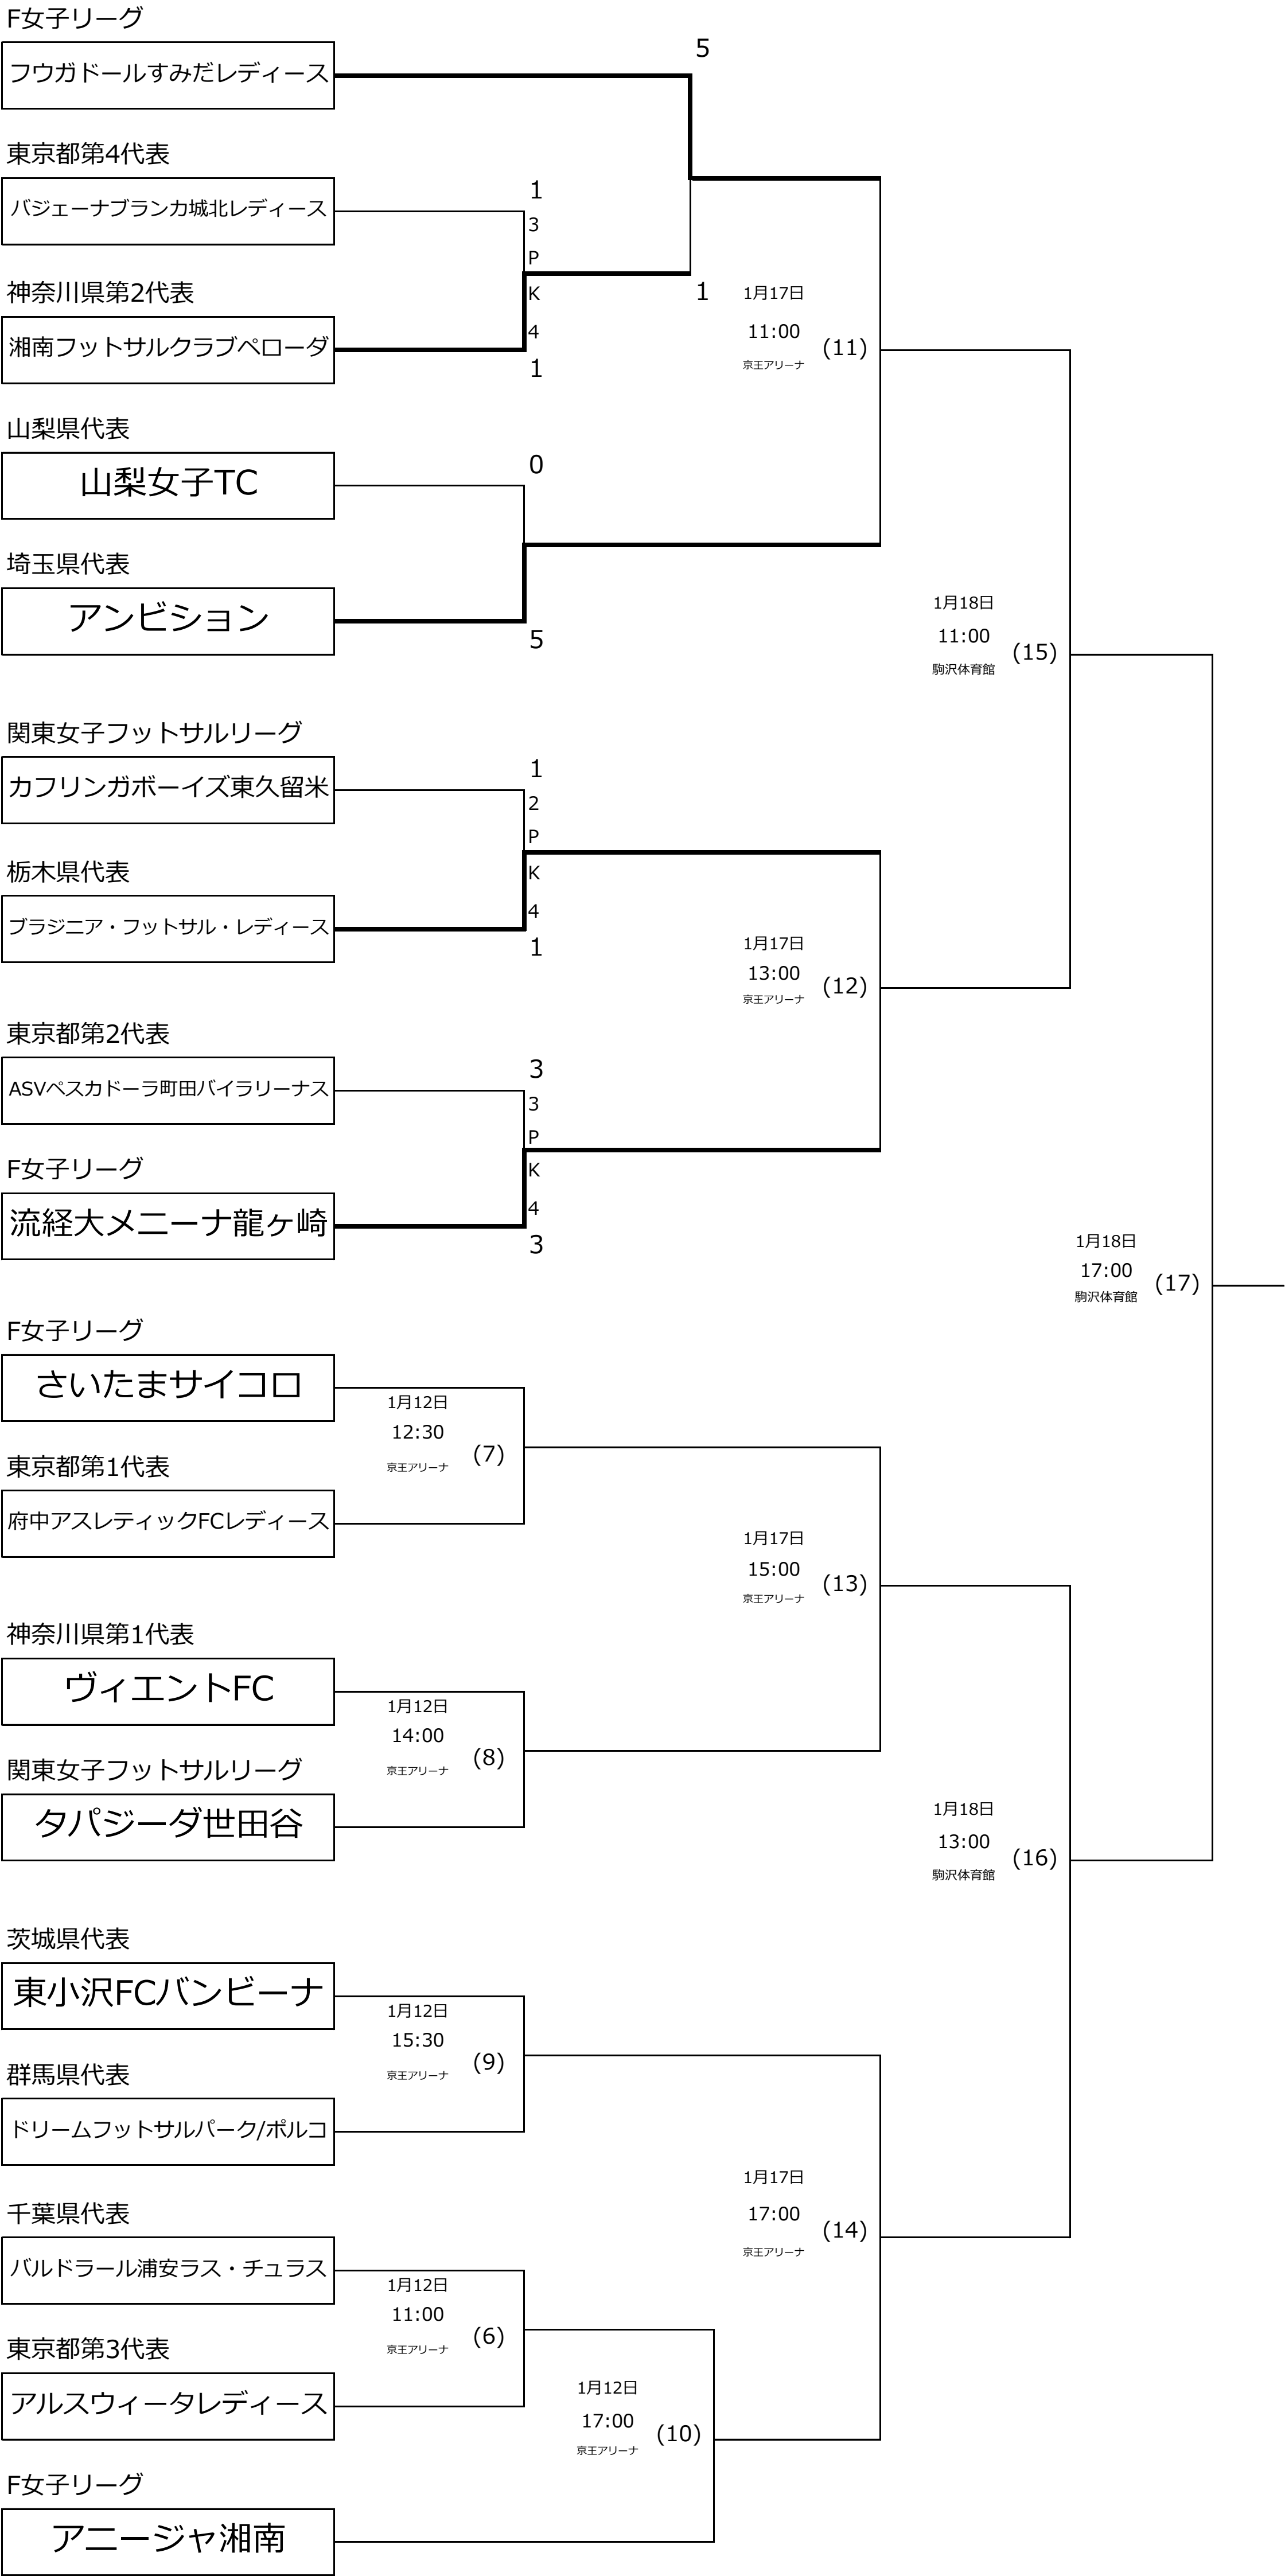 F女子リーグ
フウガドールすみだレディース
5
東京都第4代表
バジェーナブランカ城北レディース
1
3
P
K
4
1
神奈川県第2代表
湘南フットサルクラブペローダ
1
1月17日
11:00
京王アリーナ
(11)
山梨県代表
山梨女子TC
0
埼玉県代表
アンビション
5
1月18日
11:00
駒沢体育館
(15)
関東女子フットサルリーグ
カフリンガボーイズ東久留米
1
2
P
K
4
1
栃木県代表
ブラジニア・フットサル・レディース
1月17日
13:00
京王アリーナ
(12)
東京都第2代表
ASVペスカドーラ町田バイラリーナス
3
3
P
K
4
3
F女子リーグ
流経大メニーナ龍ヶ崎
1月18日
17:00
駒沢体育館
(17)
F女子リーグ
さいたまサイコロ
1月12日
12:30
京王アリーナ
(7)
東京都第1代表
府中アスレティックFCレディース
1月17日
15:00
京王アリーナ
(13)
神奈川県第1代表
ヴィエントFC
1月12日
14:00
京王アリーナ
(8)
関東女子フットサルリーグ
タパジーダ世田谷
1月18日
13:00
駒沢体育館
(16)
茨城県代表
東小沢FCバンビーナ
1月12日
15:30
京王アリーナ
(9)
群馬県代表
ドリームフットサルパーク/ポルコ
1月17日
17:00
京王アリーナ
(14)
千葉県代表
バルドラール浦安ラス・チュラス
1月12日
11:00
京王アリーナ
(6)
東京都第3代表
アルスウィータレディース
1月12日
17:00
京王アリーナ
(10)
F女子リーグ
アニージャ湘南